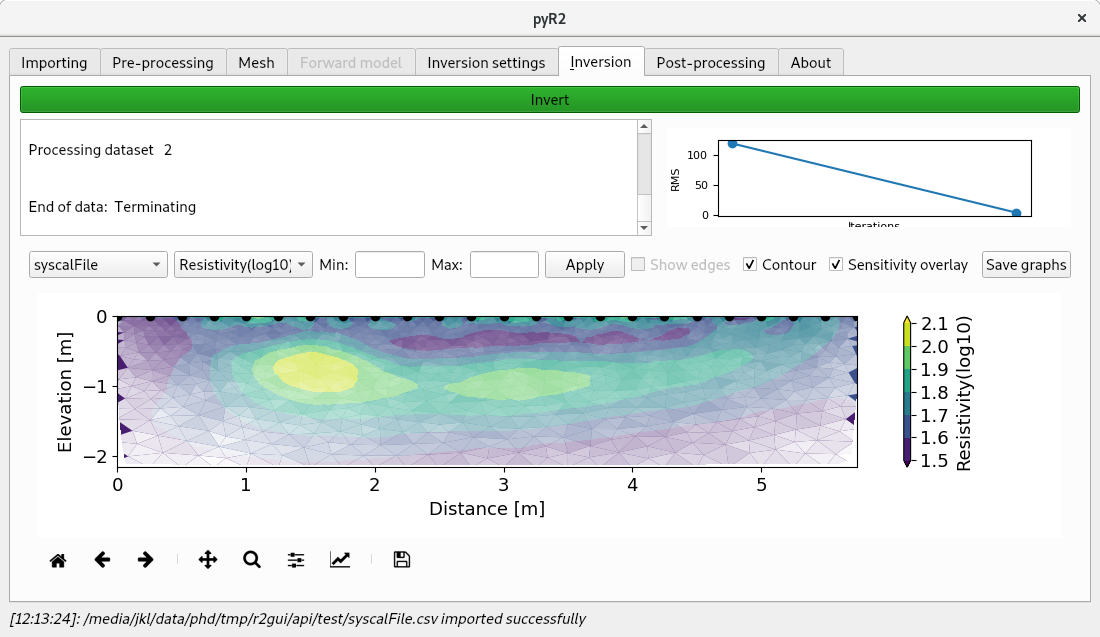 pyR2 ×
Importing Pre-processing Mesh Forward model Inversion settings Inversion Post-processing About
Invert
Processing dataset 2
End of data: Terminating
100
50
0
RMS
Iterations
syscalFile Resistivity(log10) Min: Max: Apply Show edges Contour Sensitivity overlay Save graphs
0
−1
−2
Elevation [m]
0 1 2 3 4 5
Distance [m]
2.1
2.0
1.9
1.8
1.7
1.6
1.5
Resistivity(log10)
[12:13:24]: /media/jkl/data/phd/tmp/r2gui/api/test/syscalFile.csv imported successfully